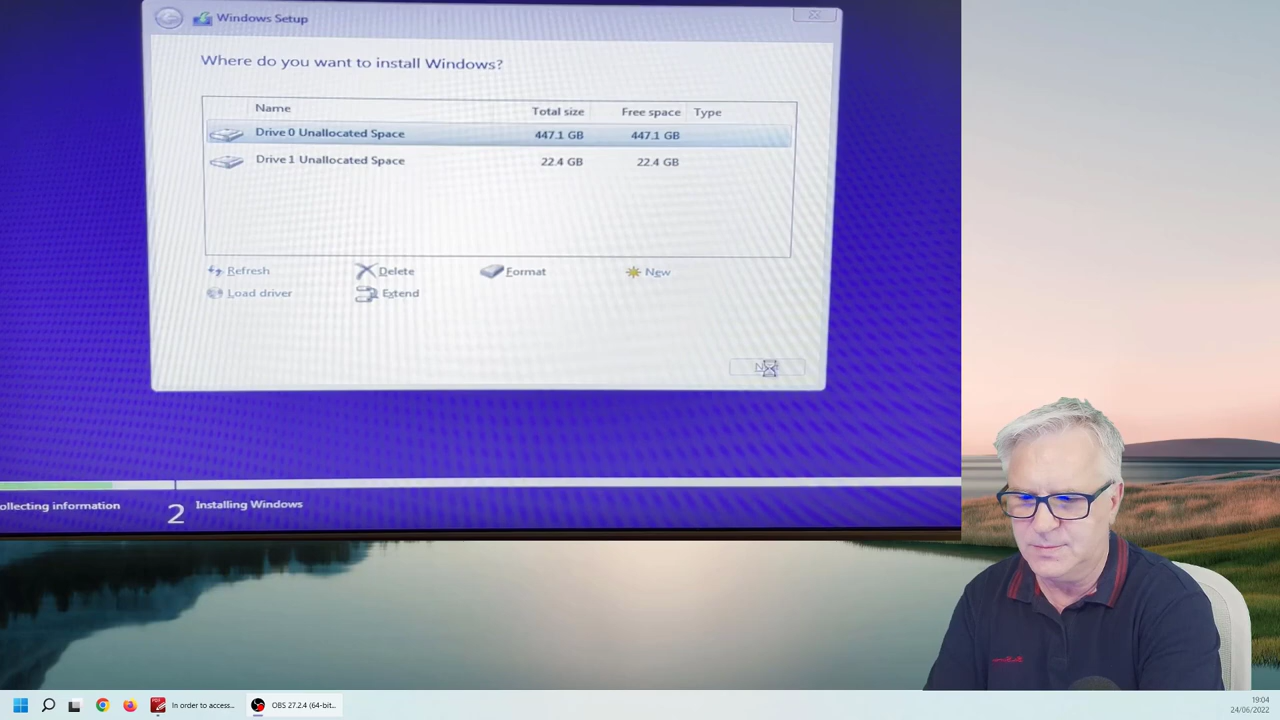 Windows Setup
Where do you want to install Windows?
Name Total size Free space Type
Drive 0 Unallocated Space 447.1 GB 447.1 GB
Drive 1 Unallocated Space 22.4 GB 22.4 GB
Refresh Delete Format New
Load driver Extend
ollecting information 2 Installing Windows
In order to access... OBS 27.2.4 (64-bit...
19:04
24/06/2022